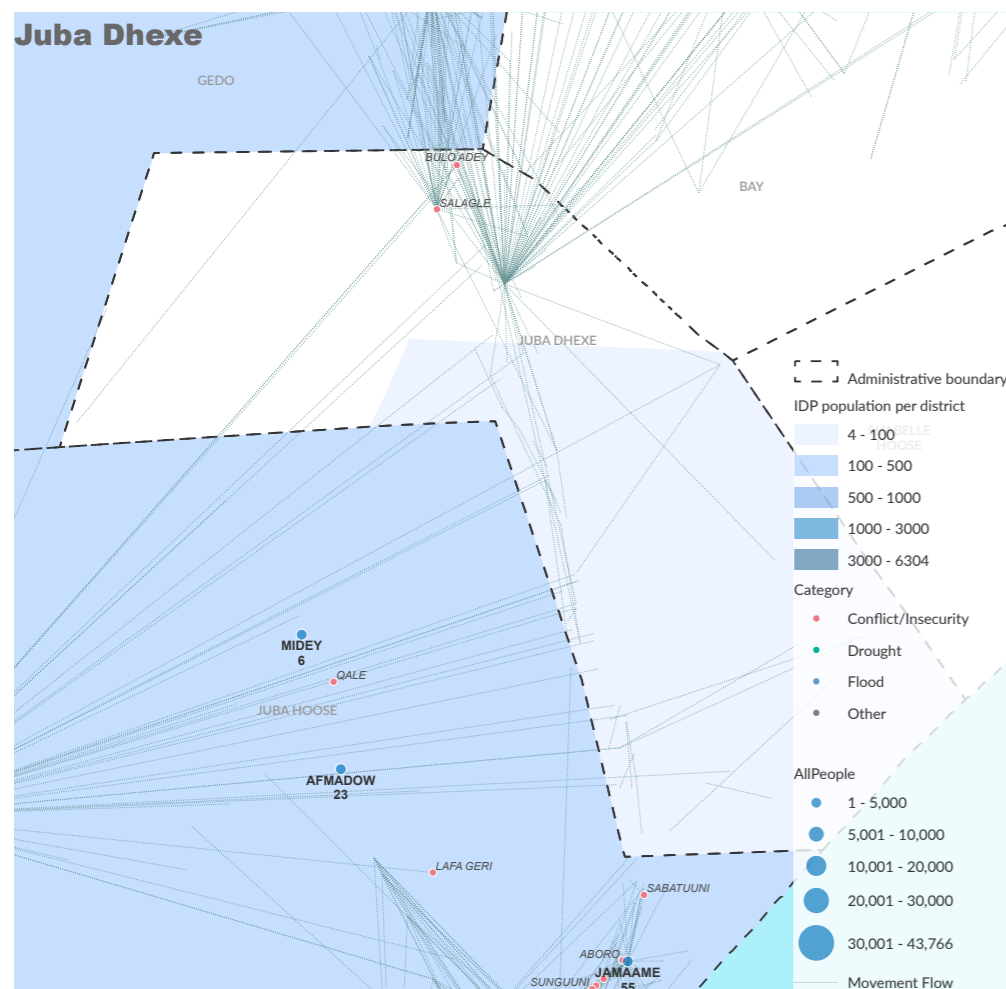 Juba Dhexe
GEDO
BULO ADEY
BAY
SALAGLE
JUBA DHEXE
MIDEY
6
QALE
JUBA HOOSE
AFMADOW
23
LAFA GERI
SABATUUNI
ABORO
JAMAAME
SUNGUUNI
55
Administrative boundary
IDP population per district
4 - 100
HOOSE
100 - 500
500 - 1000
1000 - 3000
3000 - 6304
Category
Conflict/Insecurity
Drought
Flood
Other
AllPeople
1 - 5,000
5,001 - 10,000
10,001 - 20,000
20,001 - 30,000
30,001 - 43,766
Movement Flow